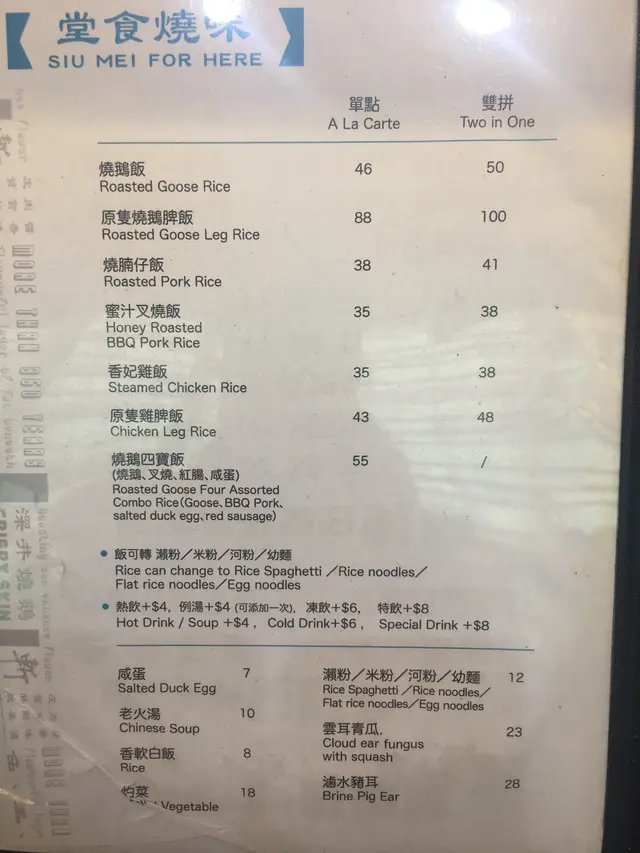 堂食燒味
SIU MEI FOR HERE
單點 雙拼
A La Carte Two in One
燒鵝飯 46 50
Roasted Goose Rice
原隻燒鵝脾飯 88 100
Roasted Goose Leg Rice
燒腩仔飯 38 41
Roasted Pork Rice
蜜汁叉燒飯 35 38
Honey Roasted
BBQ Pork Rice
香妃雞飯 35 38
Steamed Chicken Rice
原隻雞脾飯 43 48
Chicken Leg Rice
燒鵝四寶飯 55 /
(燒鵝、叉燒、紅腸、咸蛋)
Roasted Goose Four Assorted
Combo Rice(Goose、BBQ Pork、
salted duck egg、red sausage)
飯可轉 瀨粉／米粉／河粉／幼麵
Rice can change to Rice Spaghetti ／Rice noodles／
Flat rice noodles／Egg noodles
熱飲+$4, 例湯+$4 (可添加一次), 凍飲+$6, 特飲+$8
Hot Drink / Soup +$4 , Cold Drink+$6 , Special Drink +$8
咸蛋 7
Salted Duck Egg
老火湯 10
Chinese Soup
香軟白飯 8
Rice
灼菜 18
Vegetable
瀨粉／米粉／河粉／幼麵 12
Rice Spaghetti ／Rice noodles／
Flat rice noodles／Egg noodles
雲耳青瓜. 23
Cloud ear fungus
with squash
滷水豬耳 28
Brine Pig Ear
深井燒鵝
CRISPY SKIN